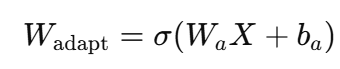 W_adapt = σ(W_a X + b_a)